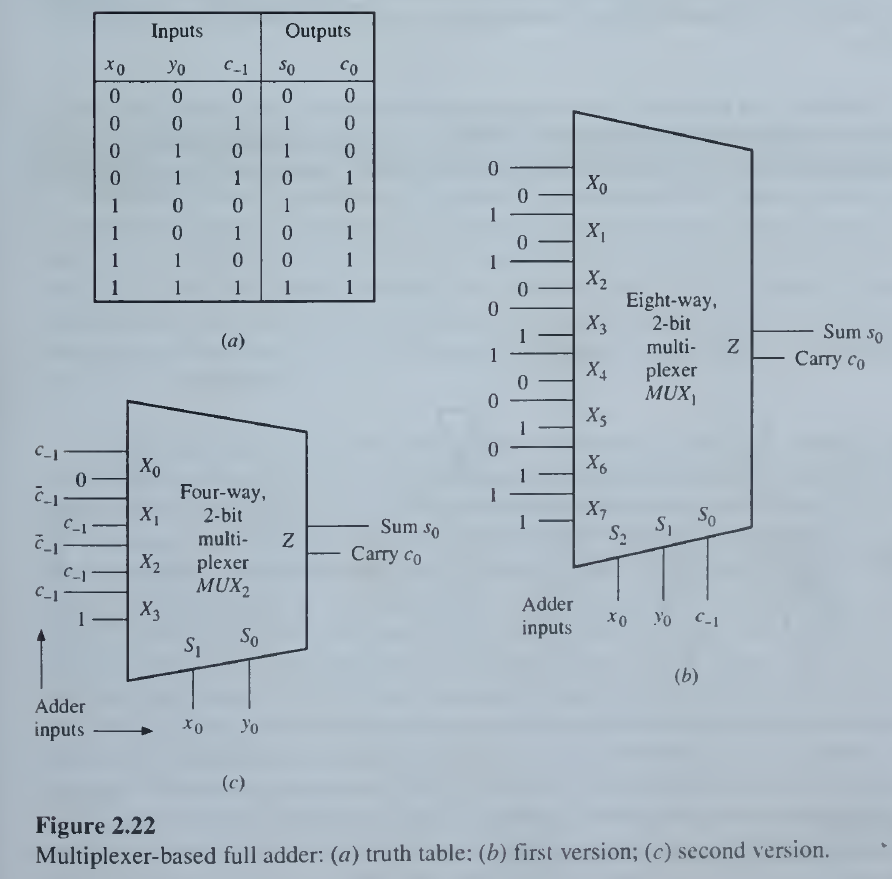 Inputs Outputs
x₀ y₀ c₋₁ s₀ c₀
0 0 0 0 0
0 0 1 1 0
0 1 0 1 0
0 1 1 0 1
1 0 0 1 0
1 0 1 0 1
1 1 0 0 1
1 1 1 1 1
(a)
0
0
X₀
1
0
X₁
1
0
X₂
0
1
X₃
1
0
X₄
0
1
X₅
0
1
X₆
1
1
X₇
Eight-way,
2-bit
multi-
plexer
MUX₁
Z
Sum s₀
Carry c₀
S₂ S₁ S₀
Adder
inputs
x₀ y₀ c₋₁
(b)
c₋₁
0
X₀
c̄₋₁
c₋₁
X₁
c̄₋₁
c₋₁
X₂
c₋₁
1
X₃
Four-way,
2-bit
multi-
plexer
MUX₂
Z
Sum s₀
Carry c₀
S₁ S₀
Adder
inputs
x₀ y₀
(c)
Figure 2.22
Multiplexer-based full adder: (a) truth table; (b) first version; (c) second version.